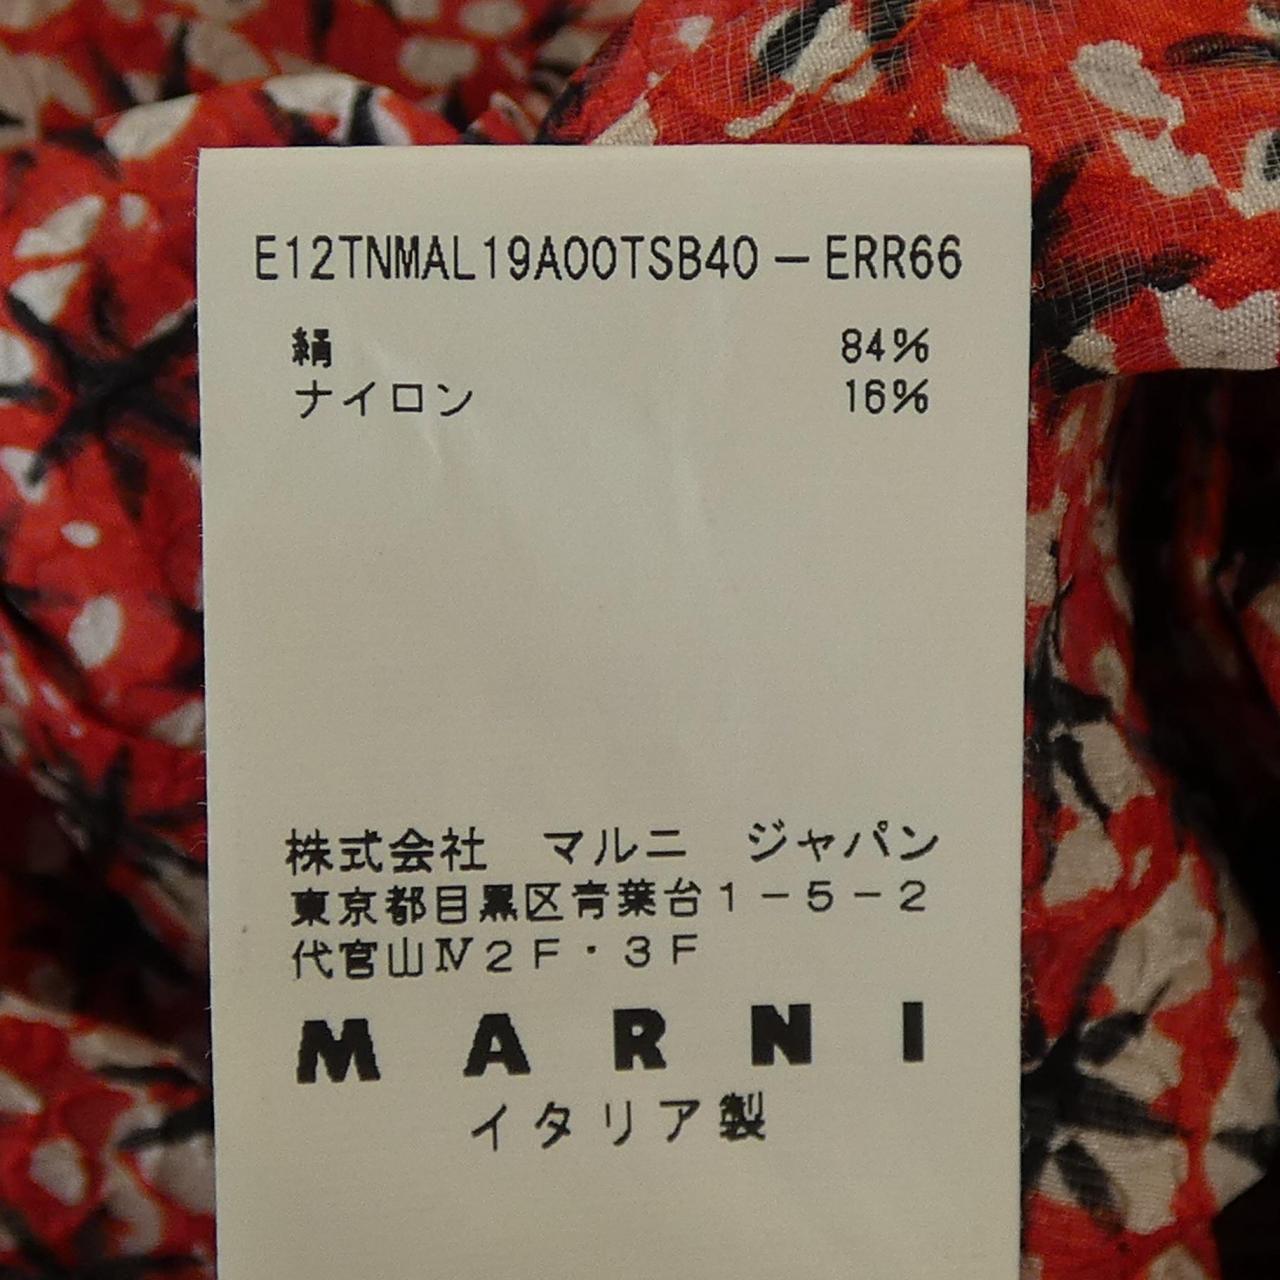 E12TNMAL19A00TSB40－ERR66
絹 84%
ナイロン 16%
株式会社　マルニ　ジャパン
東京都目黒区青葉台１－５－２
代官山Ⅳ２Ｆ・３Ｆ
MARNI
イタリア製